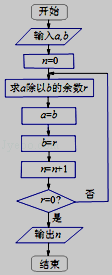 开始
输入a,b
n=0
求a除以b的余数r
a=b
b=r
n=n+1
r=0?
否
是
输出n
结束